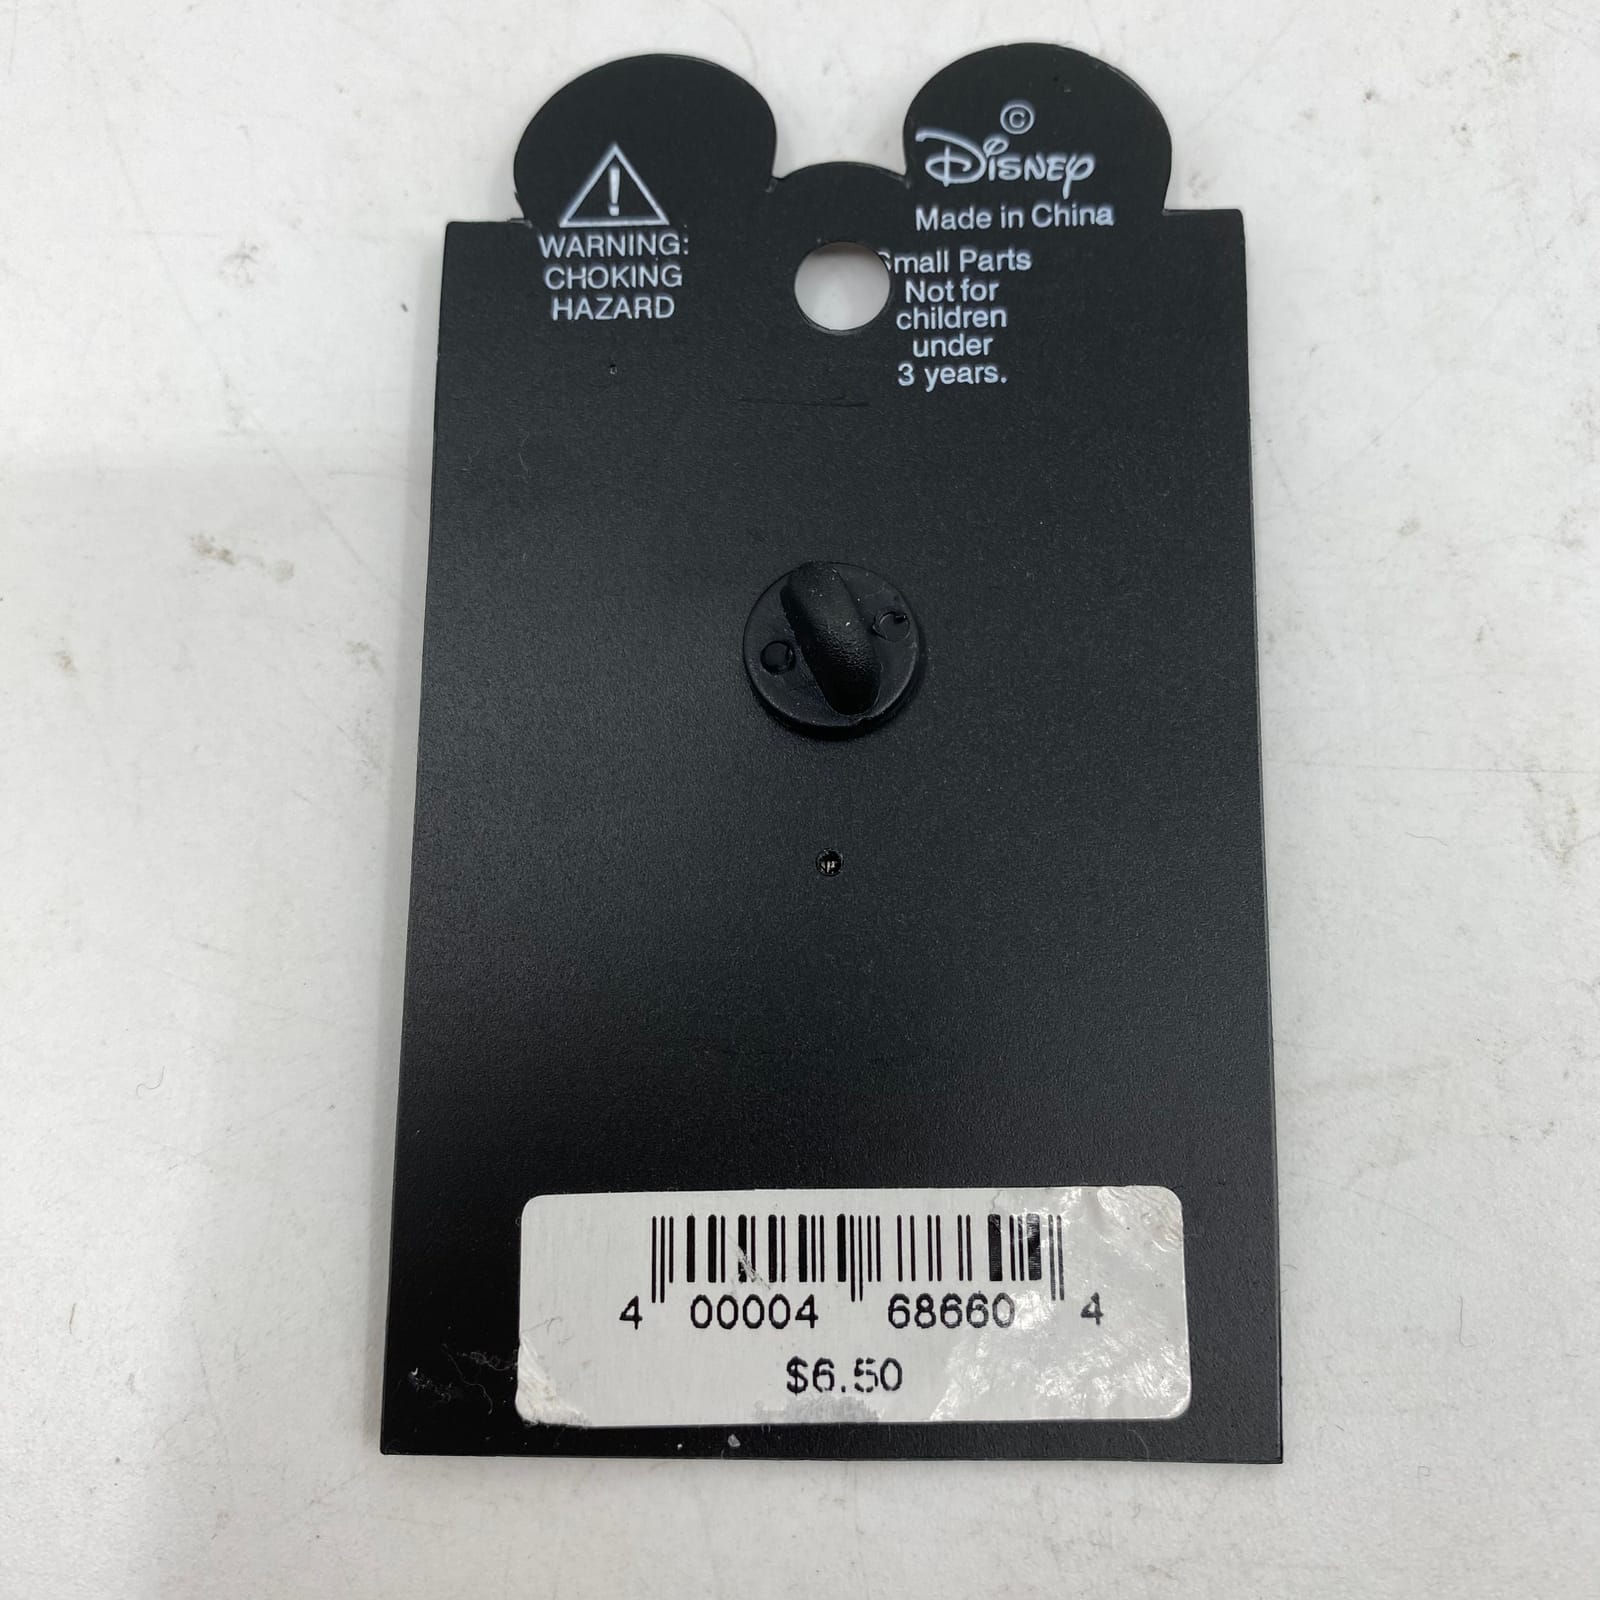 WARNING:
CHOKING
HAZARD
©
Disney
Made in China
Small Parts
Not for
children
under
3 years.
4 00004 68660 4
$6.50